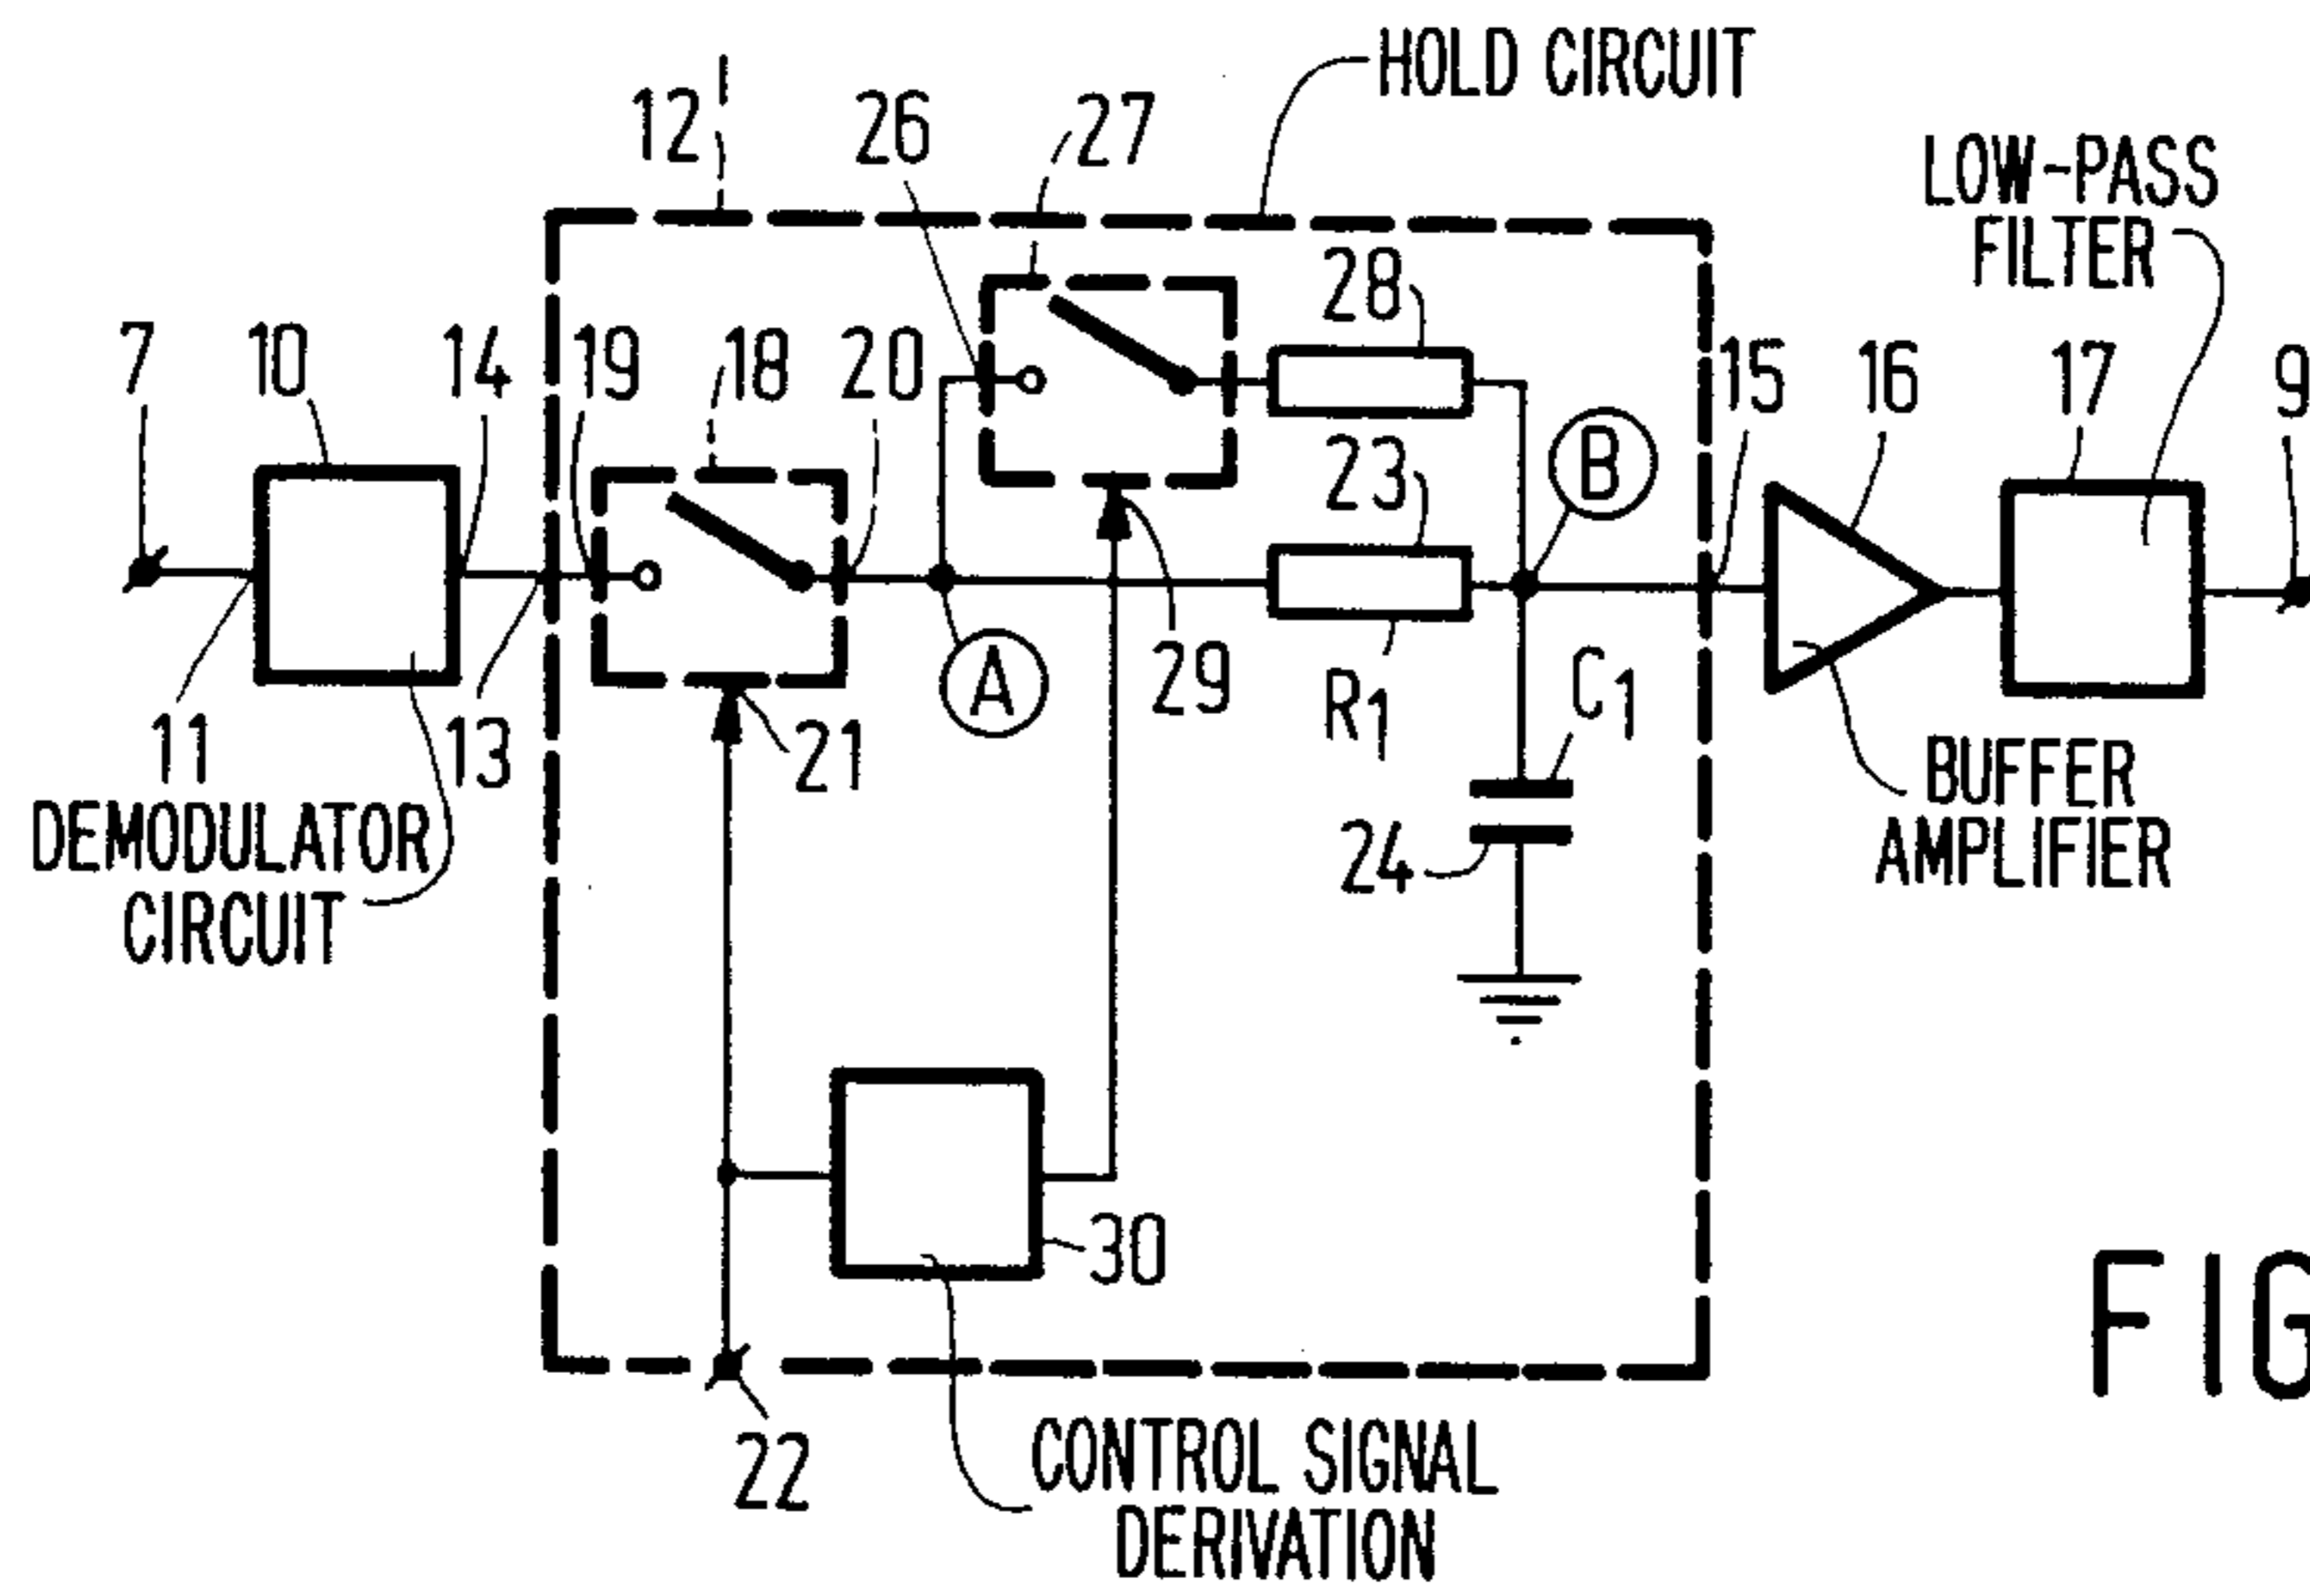 HOLD CIRCUIT
12
26
27
LOW-PASS
FILTER
28
7
10
14
19
18
20
15
16
17
9
B
23
A
29
R1
C1
11
13
21
DEMODULATOR
CIRCUIT
BUFFER
AMPLIFIER
24
30
FIG
22
CONTROL SIGNAL
DERIVATION